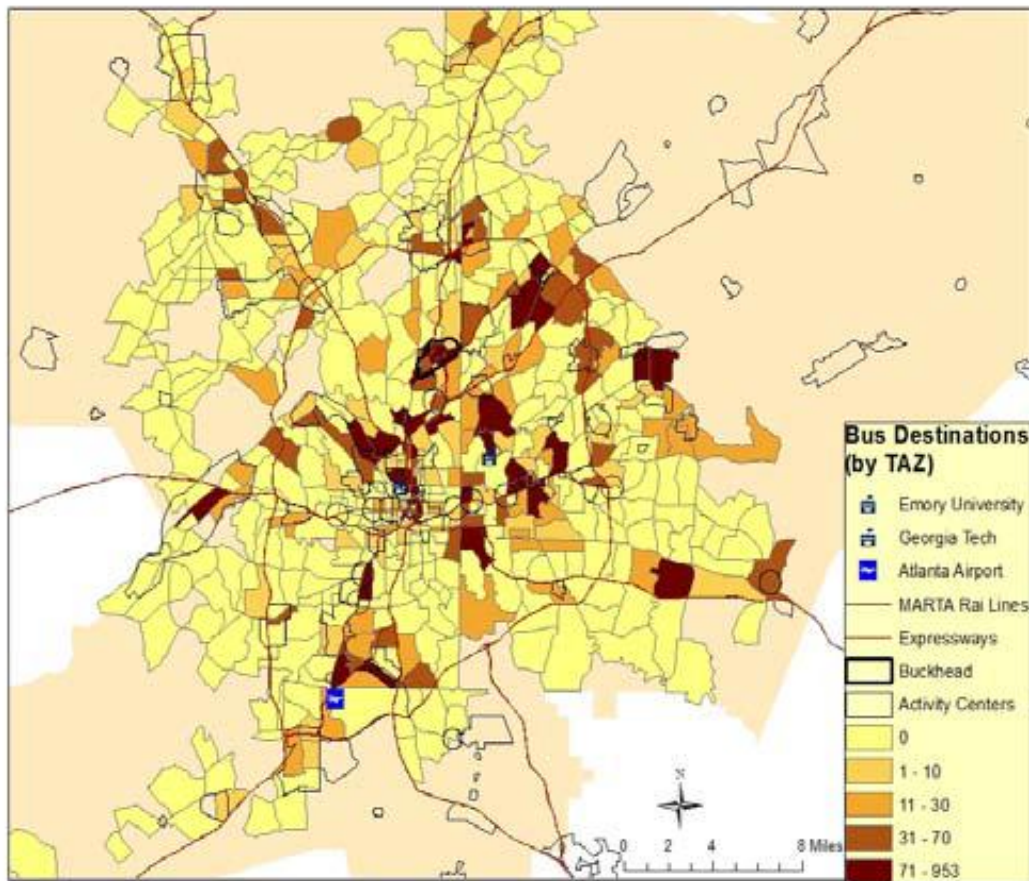 Bus Destinations
(by TAZ)
Emory University
Georgia Tech
Atlanta Airport
MARTA Rai Lines
Expressways
Buckhead
Activity Centers
0
1 - 10
11 - 30
31 - 70
71 - 953
N
0 2 4 8 Miles